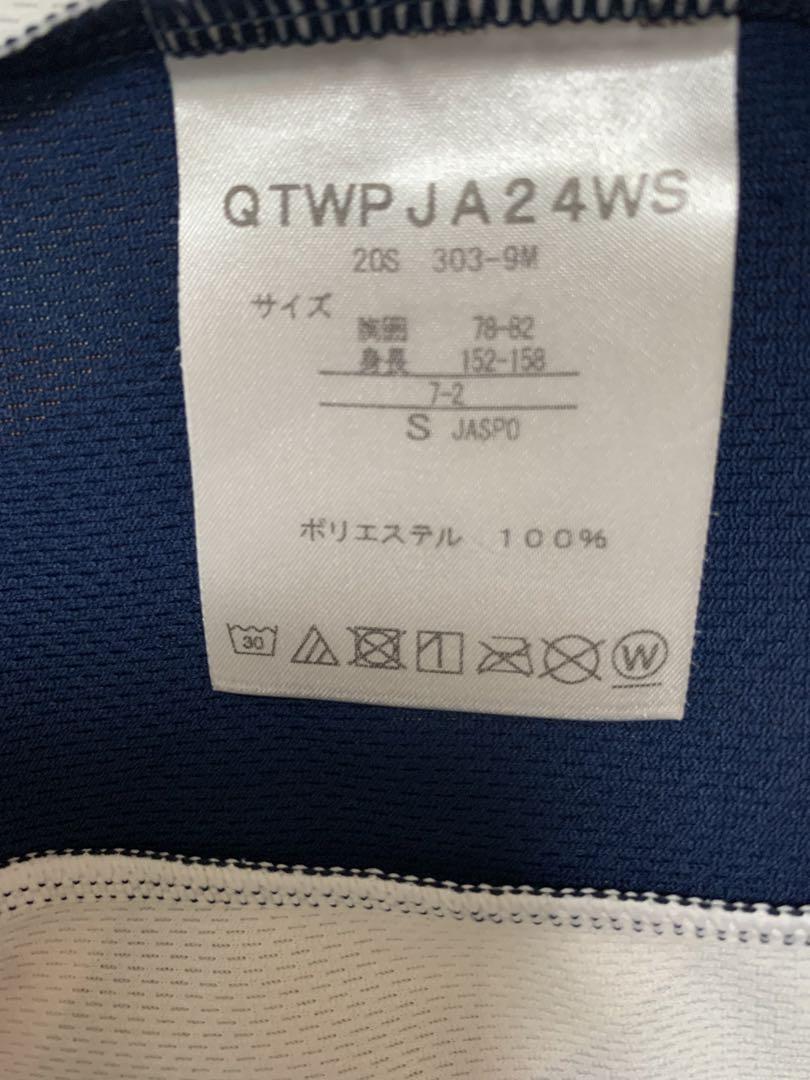 QTWPJA24WS
20S 303-9M
サイズ
胸囲 78-82
身長 152-158
7-2
S JASPO
ポリエステル 100%
30
1
W